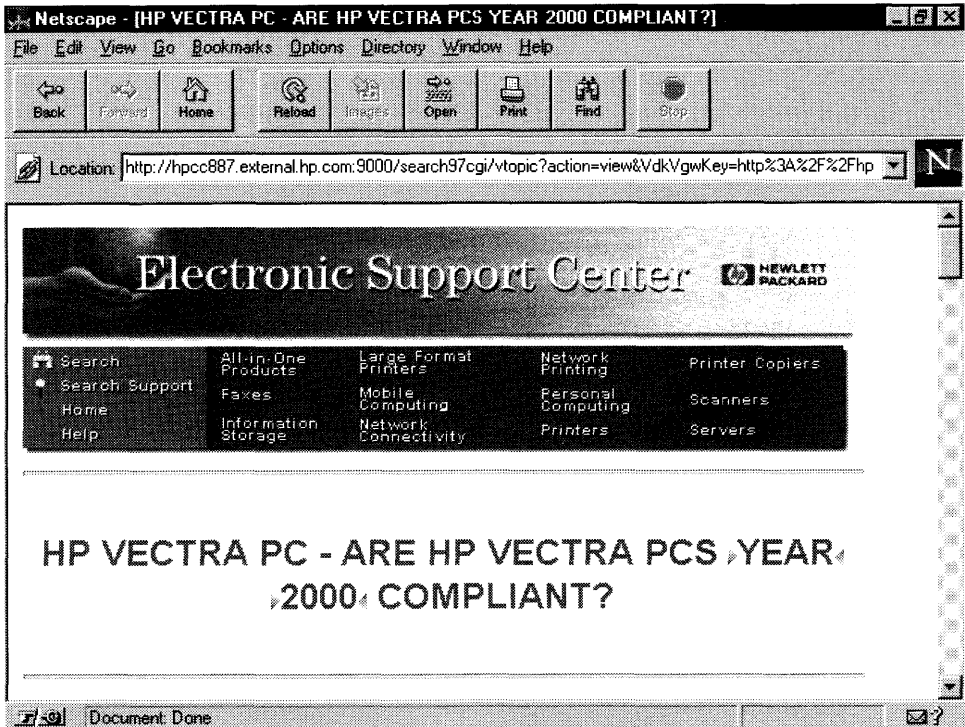 Netscape - [HP VECTRA PC - ARE HP VECTRA PCS YEAR 2000 COMPLIANT?]
File Edit View Go Bookmarks Options Directory Window Help
Back Forward Home Reload Images Open Print Find Stop
Location: http://hpcc887.external.hp.com:9000/search97cgi/vtopic?action=view&VdkVgwKey=http%3A%2F%2Fhp
N
Electronic Support Center hp HEWLETT PACKARD
Search
Search Support
Home
Help
All-in-One Products
Faxes
Information Storage
Large Format Printers
Mobile Computing
Network Connectivity
Network Printing
Personal Computing
Printers
Printer Copiers
Scanners
Servers
HP VECTRA PC - ARE HP VECTRA PCS YEAR
2000 COMPLIANT?
Document: Done
?